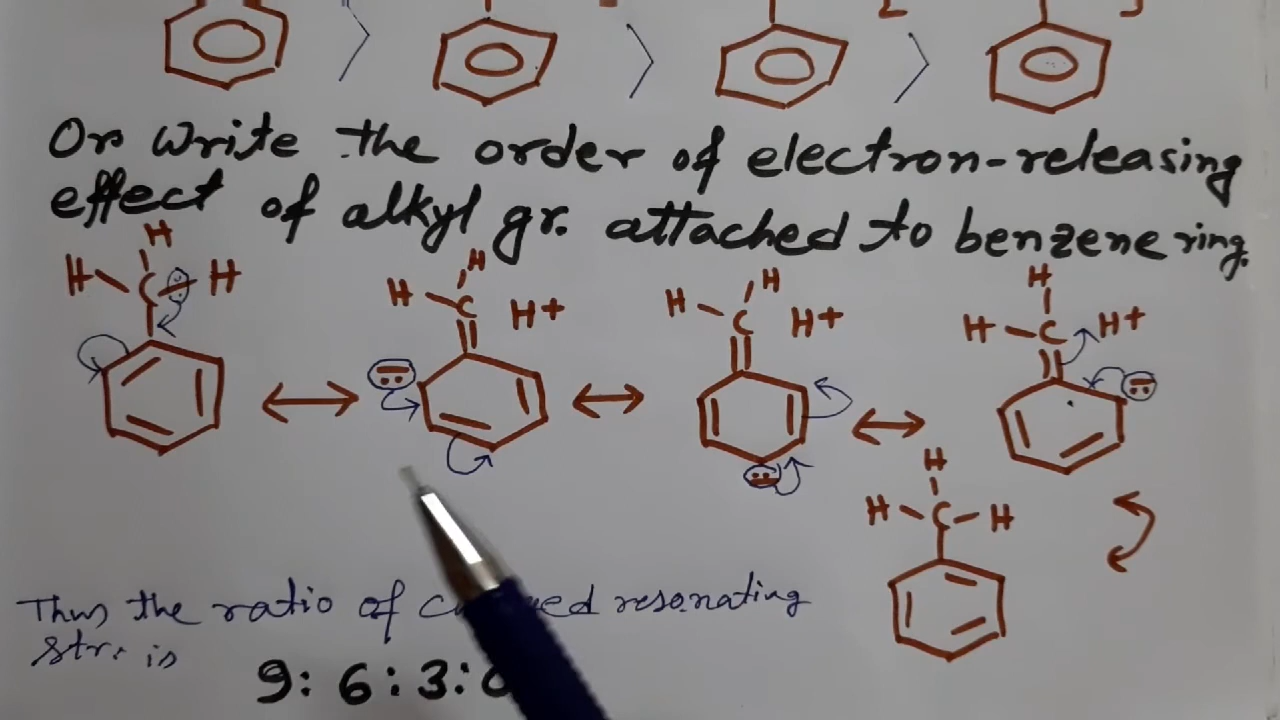 Or write the order of electron-releasing
effect of alkyl gr. attached to benzene ring.
H
H C H
H
H C H+
H
H C H+
H
H C H+
H
H C H
Thus the ratio of resonating
str. is
9: 6: 3: